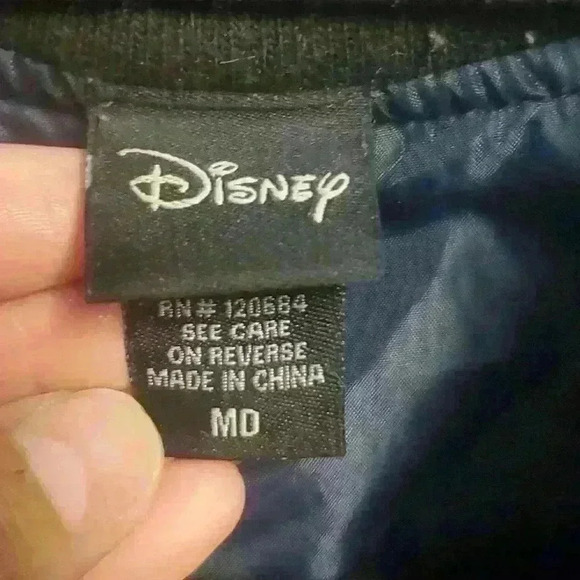 Disney
RN# 120684
SEE CARE
ON REVERSE
MADE IN CHINA
MD